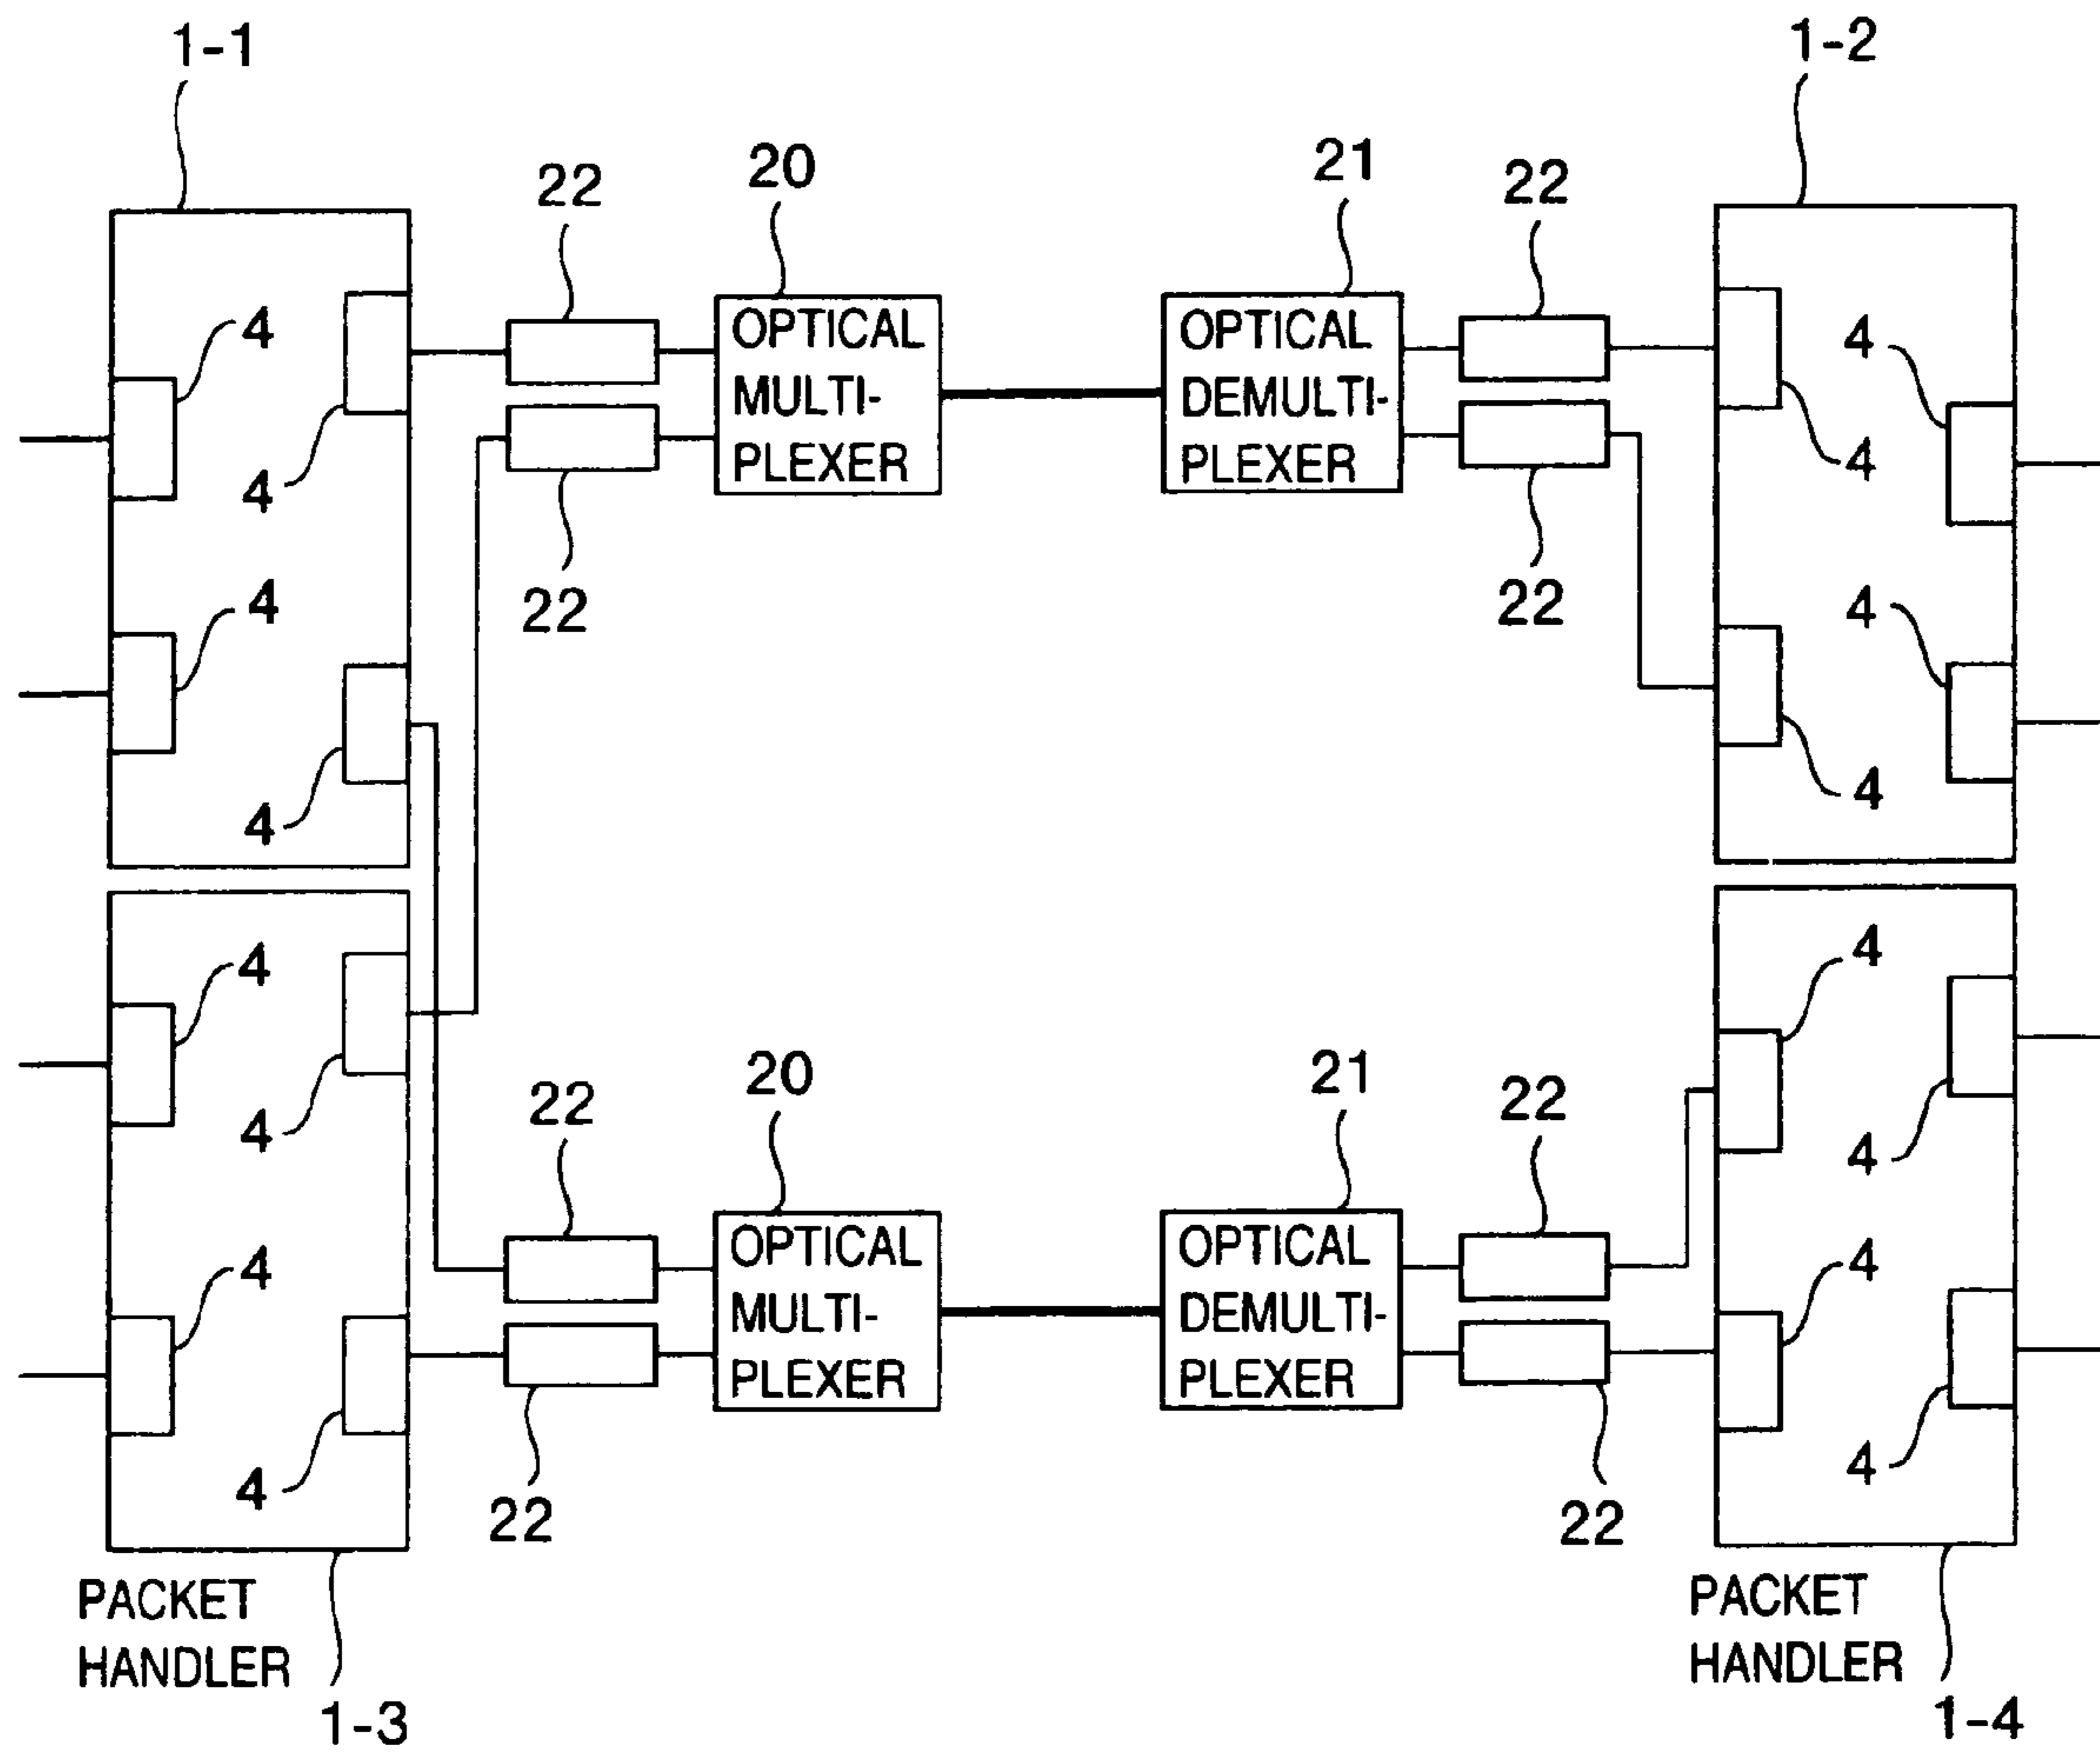 1-1
1-2
22
20
21
22
4
4
4
4
4
4
OPTICAL
MULTI-
PLEXER
OPTICAL
DEMULTI-
PLEXER
22
22
4
4
4
4
4
4
4
4
22
20
21
22
4
4
4
4
OPTICAL
MULTI-
PLEXER
OPTICAL
DEMULTI-
PLEXER
22
22
PACKET
HANDLER
1-3
PACKET
HANDLER
1-4